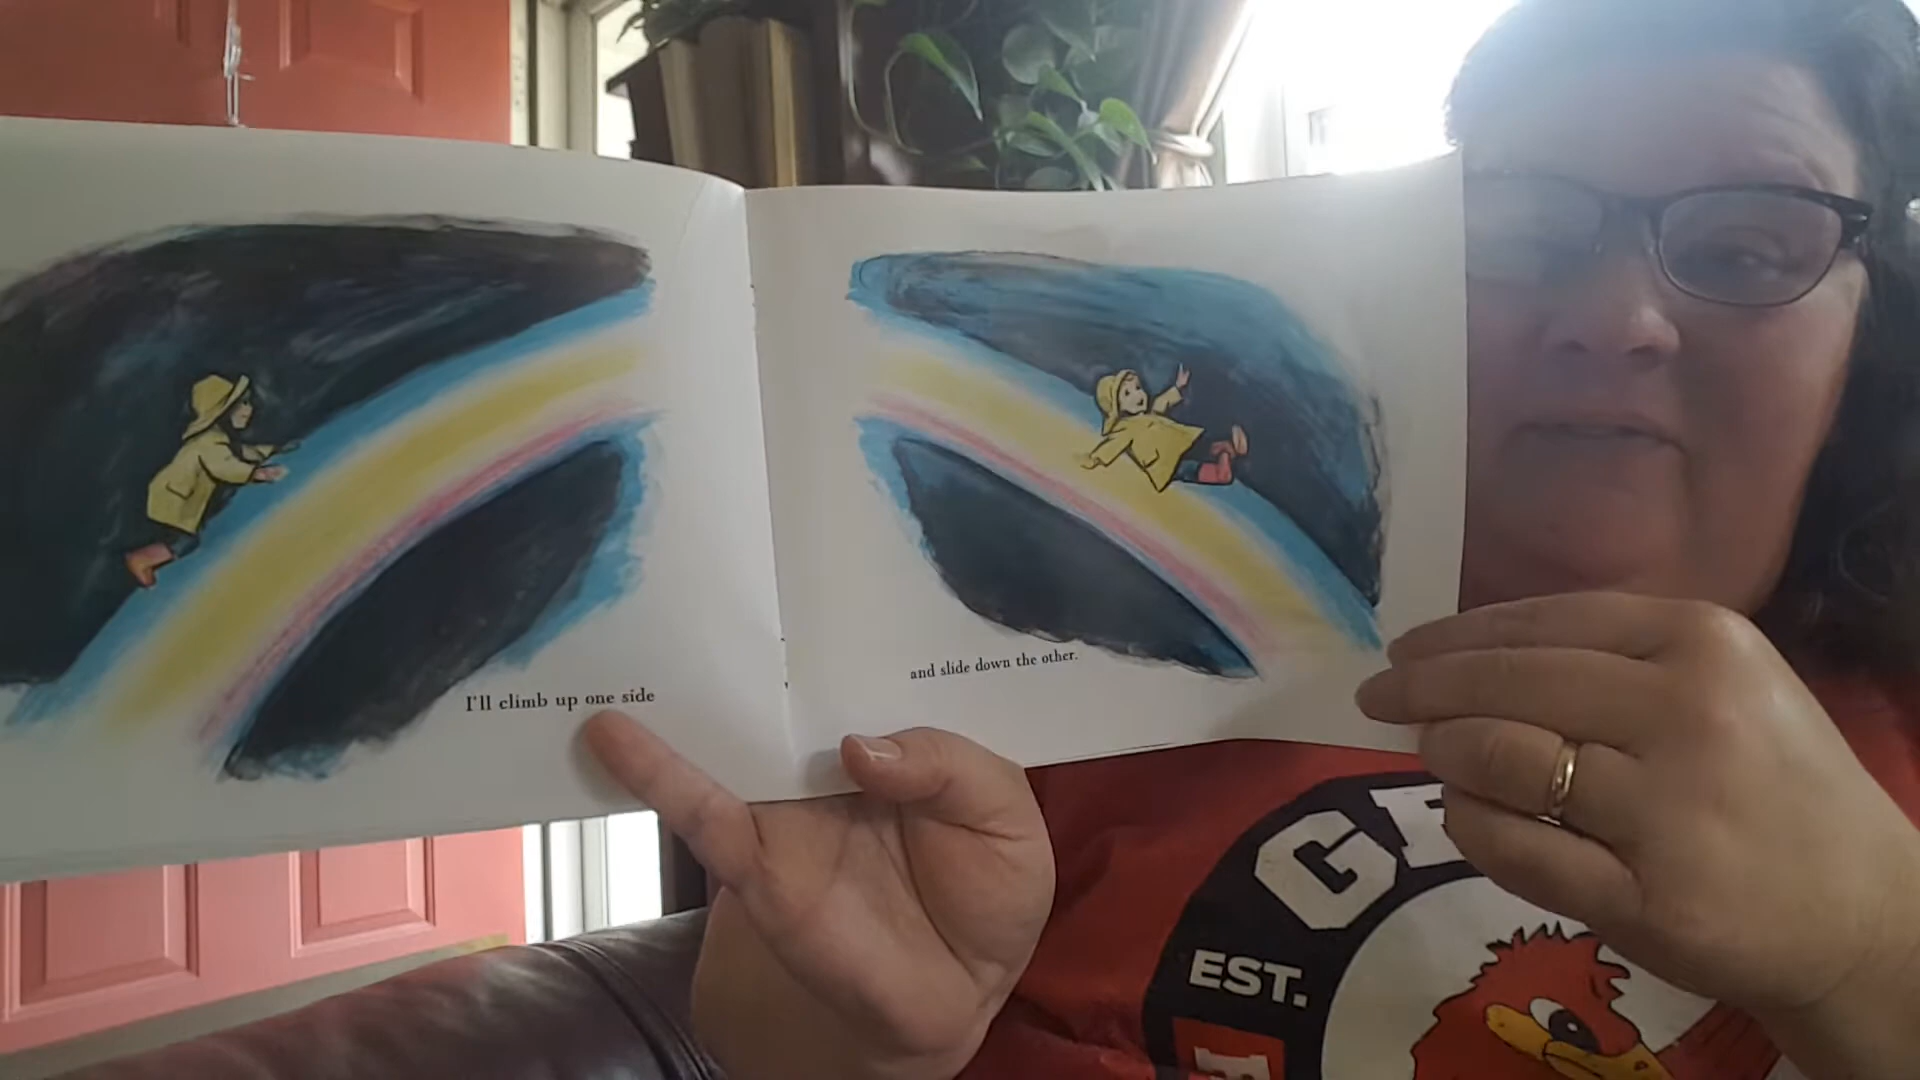 I'll climb up one side
and slide down the other.
EST.